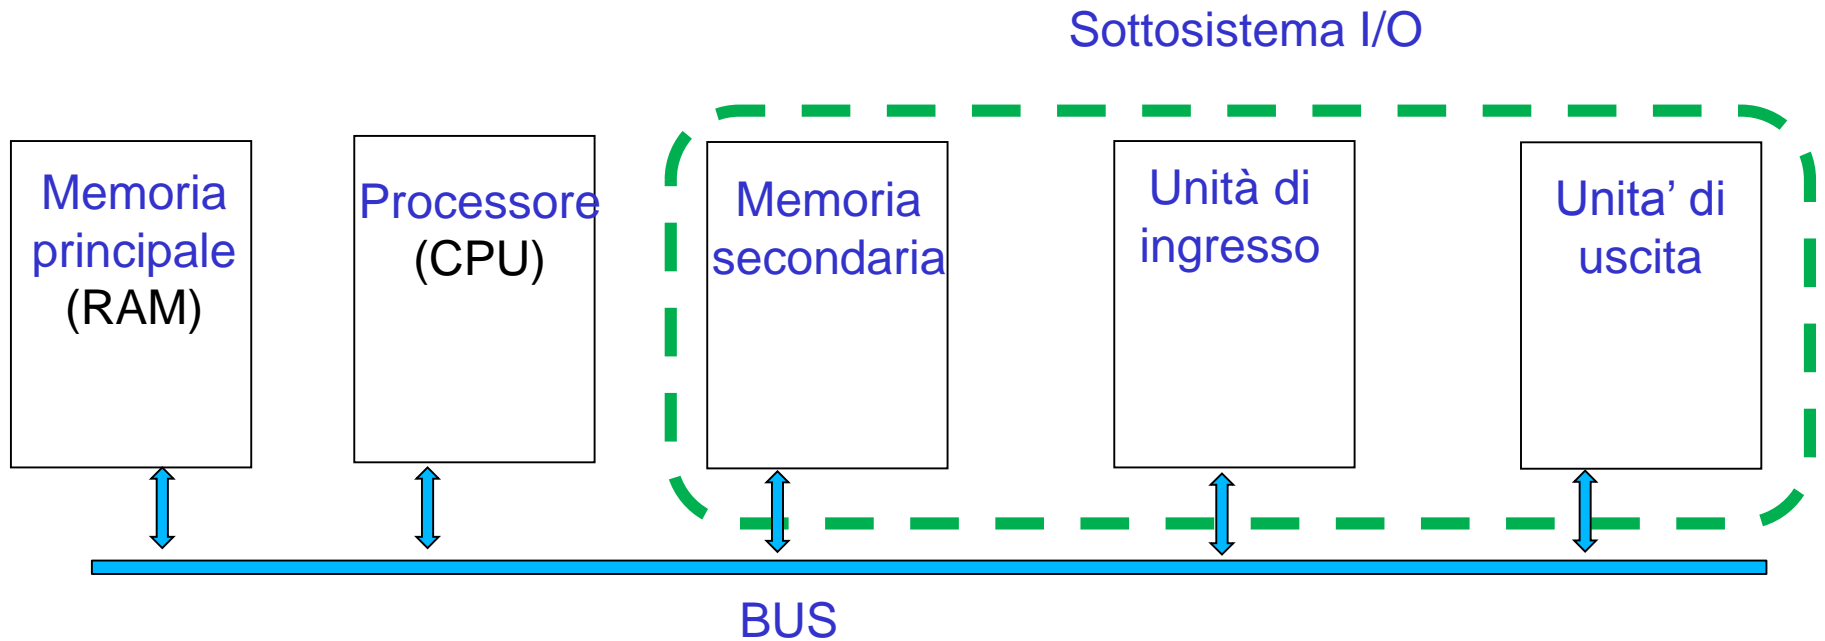 Sottosistema I/O
Memoria
principale
(RAM)
Processore
(CPU)
Memoria
secondaria
Unità di
ingresso
Unita’ di
uscita
BUS